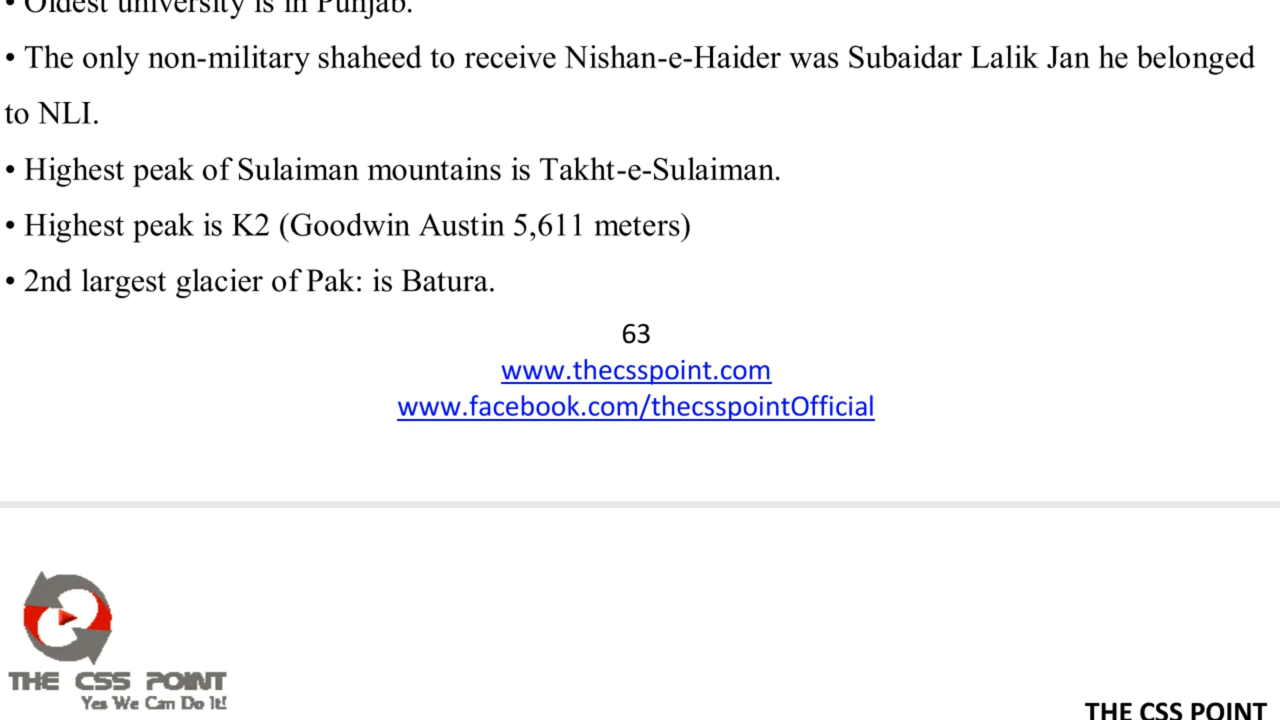 • Oldest university is in Punjab.
• The only non-military shaheed to receive Nishan-e-Haider was Subaidar Lalik Jan he belonged
to NLI.
• Highest peak of Sulaiman mountains is Takht-e-Sulaiman.
• Highest peak is K2 (Goodwin Austin 5,611 meters)
• 2nd largest glacier of Pak: is Batura.
63
www.thecsspoint.com
www.facebook.com/thecsspointOfficial
THE CSS POINT
Yes We Can Do It!
THE CSS POINT